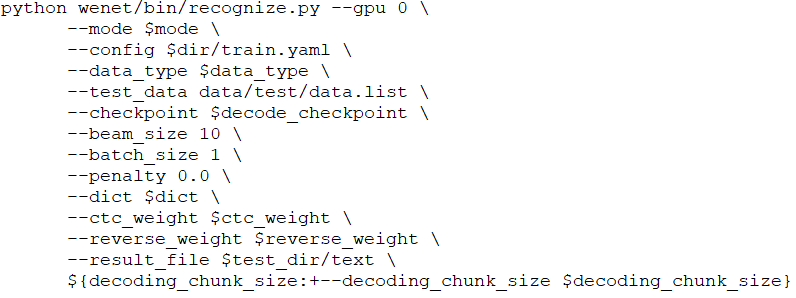 python wenet/bin/recognize.py --gpu 0 \
--mode $mode \
--config $dir/train.yaml \
--data_type $data_type \
--test_data data/test/data.list \
--checkpoint $decode_checkpoint \
--beam_size 10 \
--batch_size 1 \
--penalty 0.0 \
--dict $dict \
--ctc_weight $ctc_weight \
--reverse_weight $reverse_weight \
--result_file $test_dir/text \
${decoding_chunk_size:+--decoding_chunk_size $decoding_chunk_size}